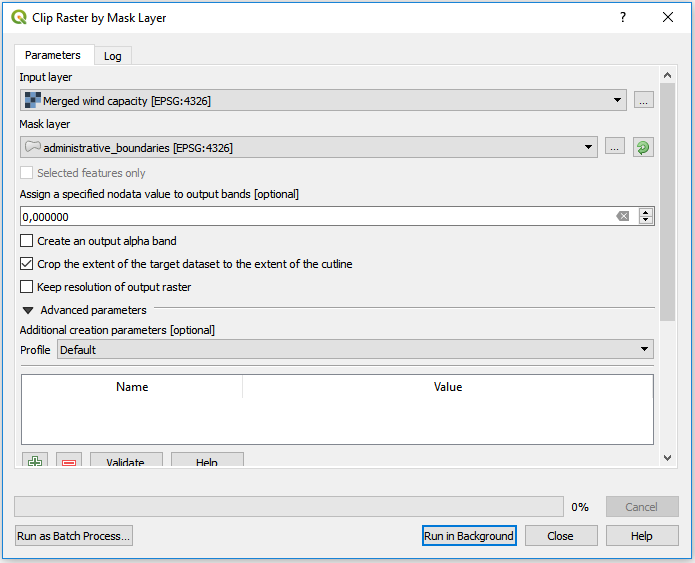 Clip Raster by Mask Layer
Parameters
Log
Input layer
Merged wind capacity [EPSG:4326]
...
Mask layer
administrative_boundaries [EPSG:4326]
...
Selected features only
Assign a specified nodata value to output bands [optional]
0,000000
Create an output alpha band
Crop the extent of the target dataset to the extent of the cutline
Keep resolution of output raster
Advanced parameters
Additional creation parameters [optional]
Profile Default
Name Value
Validate Help
0% Cancel
Run as Batch Process... Run in Background Close Help